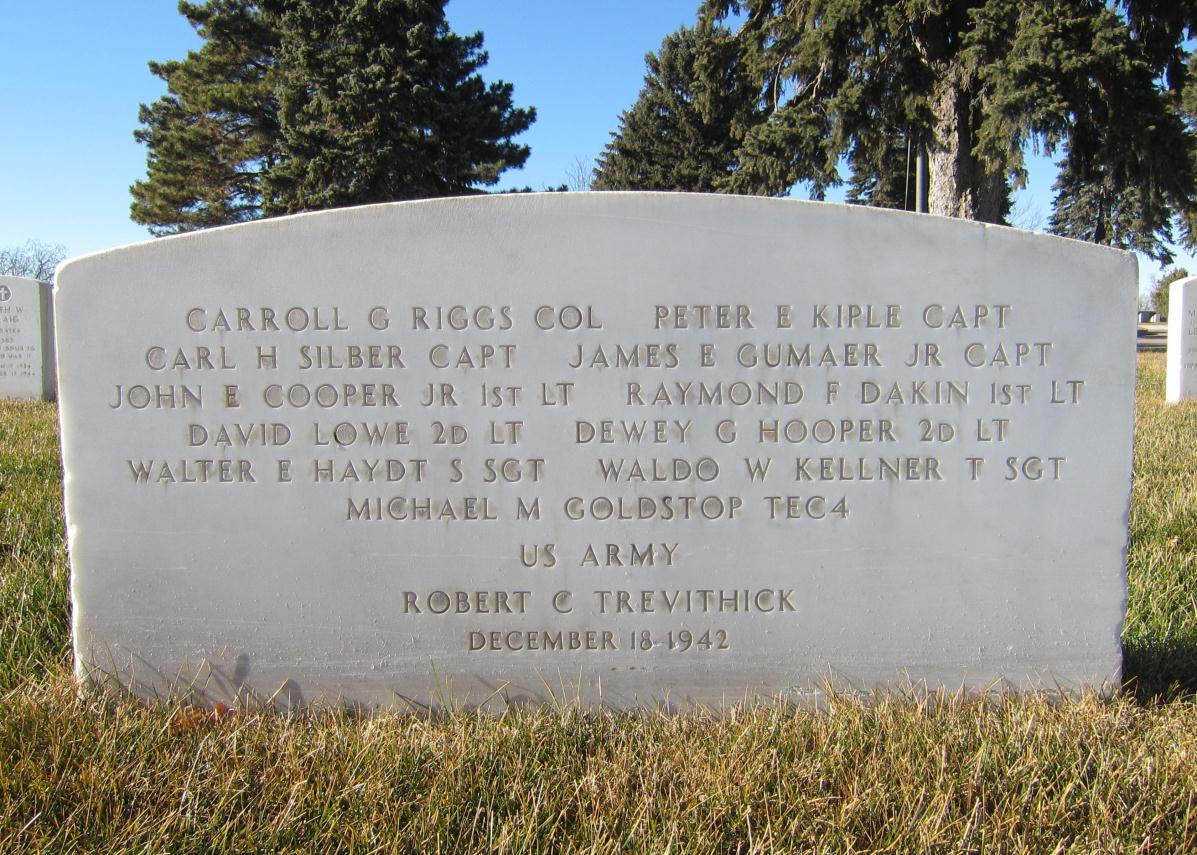 CARROLL G RIGGS COL PETER E KIPLE CAPT
CARL H SILBER CAPT JAMES E GUMAER JR CAPT
JOHN E COOPER JR 1ST LT RAYMOND F DAKIN 1ST LT
DAVID LOWE 2D LT DEWEY G HOOPER 2D LT
WALTER E HAYDT S SGT WALDO W KELLNER T SGT
MICHAEL M GOLDSTOP TEC4
US ARMY
ROBERT C TREVITHICK
DECEMBER 18-1942